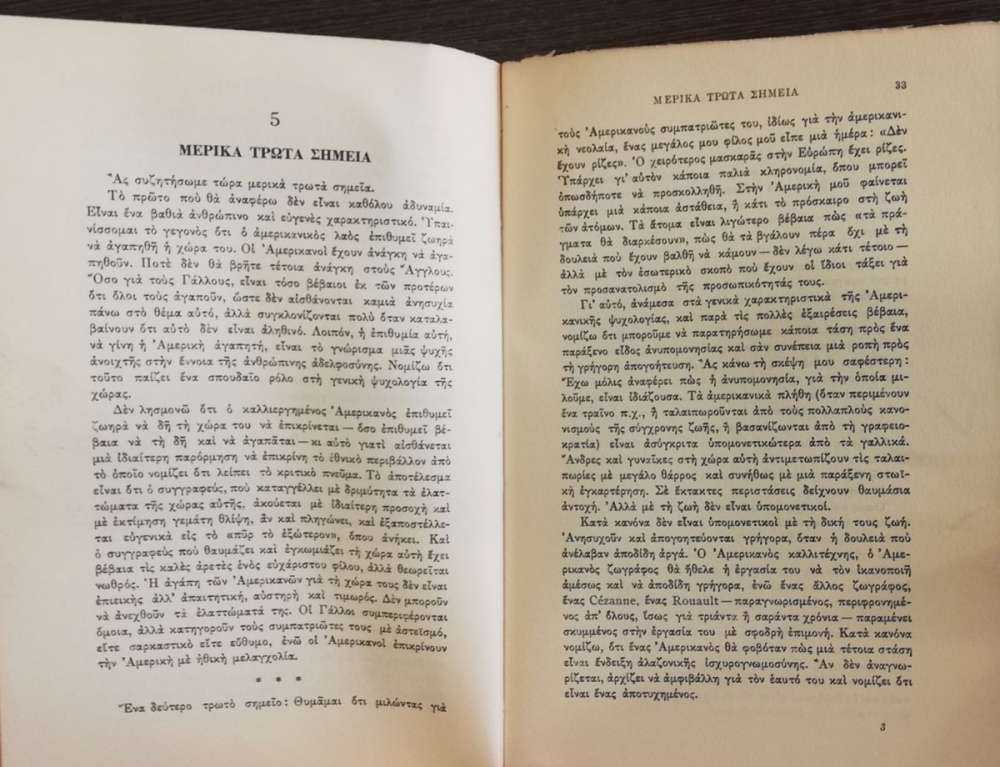 5
ΜΕΡΙΚΑ ΤΡΩΤΑ ΣΗΜΕΙΑ
Ἂς συζητήσωμε τώρα μερικὰ τρωτὰ σημεῖα.
Τὸ πρῶτο ποὺ θὰ ἀναφέρω δὲν εἶναι καθόλου ἀδυναμία.
Εἶναι ἕνα βαθιὰ ἀνθρώπινο καὶ εὐγενὲς χαρακτηριστικό. Ὑπαι-
νίσσομαι τὸ γεγονὸς ὅτι ὁ ἀμερικανικὸς λαὸς ἐπιθυμεῖ ζωηρὰ
νὰ ἀγαπηθῆ ἡ χώρα του. Οἱ Ἀμερικανοὶ ἔχουν ἀνάγκη νὰ ἀγα-
πηθοῦν. Ποτὲ δὲν θὰ βρῆτε τέτοια ἀνάγκη στοὺς Ἄγγλους.
Ὅσο γιὰ τοὺς Γάλλους, εἶναι τόσο βέβαιοι ἐκ τῶν προτέρων
ὅτι ὅλοι τοὺς ἀγαποῦν, ὥστε δὲν αἰσθάνονται καμιὰ ἀνησυχία
πάνω στὸ θέμα αὐτό, ἀλλὰ συγκλονίζονται πολὺ ὅταν καταλα-
βαίνουν ὅτι αὐτὸ δὲν εἶναι ἀληθινό. Λοιπόν, ἡ ἐπιθυμία αὐτή,
νὰ γίνη ἡ Ἀμερικὴ ἀγαπητή, εἶναι τὸ γνώρισμα μιᾶς ψυχῆς
ἀνοιχτῆς στὴν ἔννοια τῆς ἀνθρώπινης ἀδελφοσύνης. Νομίζω ὅτι
τοῦτο παίζει ἕνα σπουδαῖο ρόλο στὴ γενικὴ ψυχολογία τῆς
χώρας.
Δὲν λησμονῶ ὅτι ὁ καλλιεργημένος Ἀμερικανὸς ἐπιθυμεῖ
ζωηρὰ νὰ δῆ τὴ χώρα του νὰ ἐπικρίνεται — ὅσο ἐπιθυμεῖ βέ-
βαια νὰ τὴ δῆ καὶ νὰ ἀγαπᾶται — κι αὐτὸ γιατὶ αἰσθάνεται
μιὰ ἰδιαίτερη παρόρμηση νὰ ἐπικρίνη τὸ ἐθνικὸ περιβάλλον ἀπὸ
τὸ ὁποῖο νομίζει ὅτι λείπει τὸ κριτικὸ πνεῦμα. Τὸ ἀποτέλεσμα
εἶναι ὅτι ὁ συγγραφεύς, ποὺ καταγγέλλει μὲ δριμύτητα τὰ ἐλατ-
τώματα τῆς χώρας αὐτῆς, ἀκούεται μὲ ἰδιαίτερη προσοχὴ καὶ
μὲ ἐκτίμηση γεμάτη θλίψη, ἂν καὶ πληγώνει, καὶ ἐξαποστέλλε-
ται εὐγενικὰ εἰς τὸ «πῦρ τὸ ἐξώτερον», ὅπου ἀνήκει. Καὶ
ὁ συγγραφεὺς ποὺ θαυμάζει καὶ ἐγκωμιάζει τὴ χώρα αὐτὴ ἔχει
βέβαια τὶς καλὲς ἀρετὲς ἑνὸς εὐχάριστου φίλου, ἀλλὰ θεωρεῖται
νωθρός. Ἡ ἀγάπη τῶν Ἀμερικανῶν γιὰ τὴ χώρα τους δὲν εἶναι
ἐπιεικὴς ἀλλ' ἀπαιτητική, αὐστηρὴ καὶ τιμωρός. Δὲν μποροῦν
νὰ ἀνεχθοῦν τὰ ἐλαττώματά της. Οἱ Γάλλοι συμπεριφέρονται
ὅμοια, ἀλλὰ κατηγοροῦν τοὺς συμπατριῶτες τους μὲ ἀστεϊσμό,
εἴτε σαρκαστικὸ εἴτε εὔθυμο, ἐνῶ οἱ Ἀμερικανοὶ ἐπικρίνουν
τὴν Ἀμερικὴ μὲ ἠθικὴ μελαγχολία.
* * *
Ἕνα δεύτερο τρωτὸ σημεῖο: Θυμᾶμαι ὅτι μιλώντας γιὰ
ΜΕΡΙΚΑ ΤΡΩΤΑ ΣΗΜΕΙΑ 33
τοὺς Ἀμερικανοὺς συμπατριῶτες του, ἰδίως γιὰ τὴν ἀμερικανι-
κὴ νεολαία, ἕνας μεγάλος μου φίλος μοῦ εἶπε μιὰ ἡμέρα: «Δὲν
ἔχουν ρίζες». Ὁ χειρότερος μασκαρὰς στὴν Εὐρώπη ἔχει ρίζες.
Ὑπάρχει γι' αὐτὸν κάποια παλιὰ κληρονομία, ὅπου μπορεῖ
ὁπωσδήποτε νὰ προσκολληθῆ. Στὴν Ἀμερικὴ μοῦ φαίνεται
ὑπάρχει μιὰ κάποια ἀστάθεια, ἢ κάτι τὸ πρόσκαιρο στὴ ζωὴ
τῶν ἀτόμων. Τὰ ἄτομα εἶναι λιγώτερο βέβαια πὼς «τὰ πρά-
γματα θὰ διαρκέσουν», πὼς θὰ τὰ βγάλουν πέρα ὄχι μὲ τὴ
δουλειὰ ποὺ ἔχουν βαλθῆ νὰ κάμουν — δὲν λέγω κάτι τέτοιο —
ἀλλὰ μὲ τὸν ἐσωτερικὸ σκοπὸ ποὺ ἔχουν οἱ ἴδιοι τάξει γιὰ
τὸν προσανατολισμὸ τῆς προσωπικότητάς τους.
Γι' αὐτό, ἀνάμεσα στὰ γενικὰ χαρακτηριστικὰ τῆς Ἀμερι-
κανικῆς ψυχολογίας, καὶ παρὰ τὶς πολλὲς ἐξαιρέσεις βέβαια,
νομίζω ὅτι μποροῦμε νὰ παρατηρήσωμε κάποια τάση πρὸς ἕνα
παράξενο εἶδος ἀνυπομονησίας καὶ σὰν συνέπεια μιὰ ροπὴ πρὸς
τὴ γρήγορη ἀπογοήτευση. Ἂς κάνω τὴ σκέψη μου σαφέστερη:
Ἔχω μόλις ἀναφέρει πὼς ἡ ἀνυπομονησία, γιὰ τὴν ὁποία μι-
λοῦμε, εἶναι ἰδιάζουσα. Τὰ ἀμερικανικὰ πλήθη (ὅταν περιμένουν
ἕνα τραῖνο π.χ., ἢ ταλαιπωροῦνται ἀπὸ τοὺς πολλαπλοὺς κανο-
νισμοὺς τῆς σύγχρονης ζωῆς, ἢ βασανίζονται ἀπὸ τὴ γραφειο-
κρατία) εἶναι ἀσύγκριτα ὑπομονετικώτερα ἀπὸ τὰ γαλλικά.
Ἄνδρες καὶ γυναῖκες στὴ χώρα αὐτὴ ἀντιμετωπίζουν τὶς ταλαι-
πωρίες μὲ μεγάλο θάρρος καὶ συνήθως μὲ μιὰ παράξενη στωϊ-
κὴ ἐγκαρτέρηση. Σὲ ἔκτακτες περιστάσεις δείχνουν θαυμάσια
ἀντοχή. Ἀλλὰ μὲ τὴ ζωὴ δὲν εἶναι ὑπομονετικοί.
Κατὰ κανόνα δὲν εἶναι ὑπομονετικοὶ μὲ τὴ δική τους ζωή.
Ἀνησυχοῦν καὶ ἀπογοητεύονται γρήγορα, ὅταν ἡ δουλειὰ ποὺ
ἀνέλαβαν ἀποδίδη ἀργά. Ὁ Ἀμερικανὸς καλλιτέχνης, ὁ Ἀμε-
ρικανὸς ζωγράφος θὰ ἤθελε ἡ ἐργασία του νὰ τὸν ἱκανοποιῆ
ἀμέσως καὶ νὰ ἀποδίδη γρήγορα, ἐνῶ ἕνας ἄλλος ζωγράφος,
ἕνας Cézanne, ἕνας Rouault — παραγνωρισμένος, περιφρονημέ-
νος ἀπ' ὅλους, ἴσως γιὰ τριάντα ἢ σαράντα χρόνια — παραμένει
σκυμμένος στὴν ἐργασία του μὲ σφοδρὴ ἐπιμονή. Κατὰ κανόνα
νομίζω, ὅτι ἕνας Ἀμερικανὸς θὰ φοβόταν πὼς μιὰ τέτοια στάση
εἶναι ἔνδειξη ἀλαζονικῆς ἰσχυρογνωμοσύνης. Ἂν δὲν ἀναγνω-
ρίζεται, ἀρχίζει νὰ ἀμφιβάλλη γιὰ τὸν ἑαυτό του καὶ νομίζει ὅτι
εἶναι ἕνας ἀποτυχημένος.
3